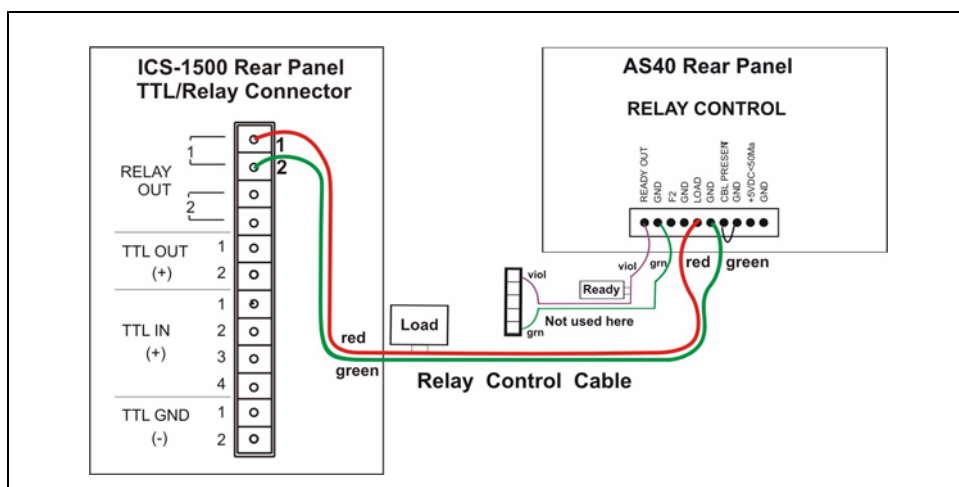 ICS-1500 Rear Panel
TTL/Relay Connector
1
RELAY
OUT
2
1
2
TTL OUT
(+)
1
2
TTL IN
(+)
1
2
3
4
TTL GND
(-)
1
2
AS40 Rear Panel
RELAY CONTROL
READY OUT
GND
F2
GND
LOAD
GND
CBL PRESEN
GND
+5VDC<50Ma
GND
viol
grn
red
green
viol
Ready
Not used here
grn
Load
red
green
Relay Control Cable